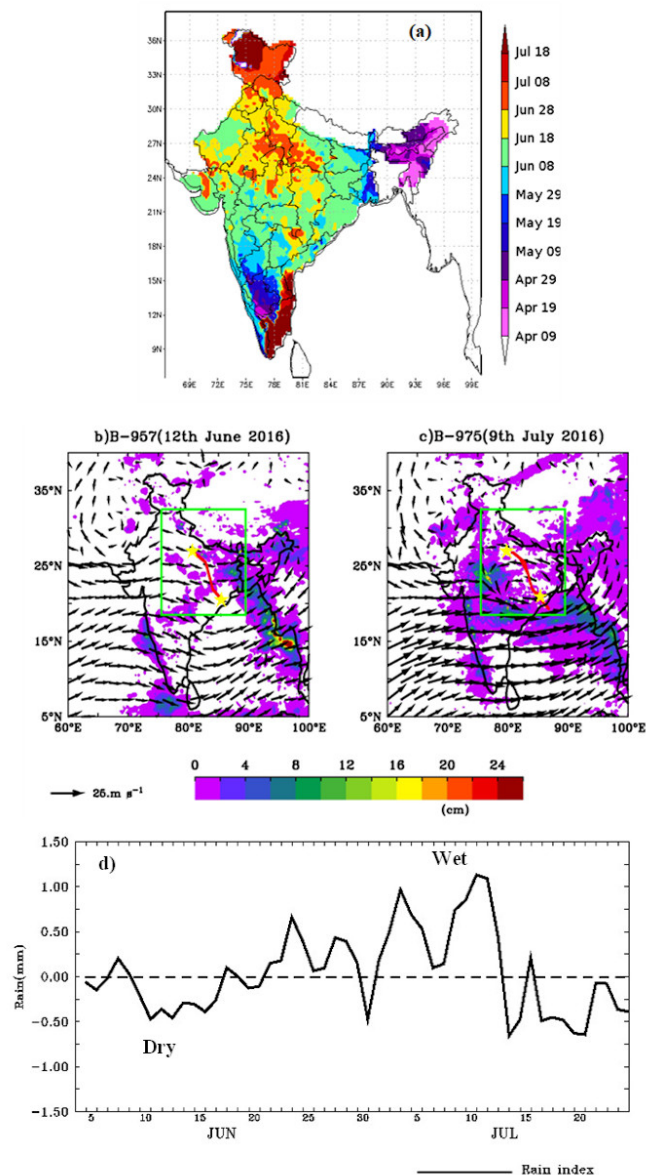 (a)
36N
33N
30N
27N
24N
21N
18N
15N
12N
9N
69E 72E 75E 78E 81E 84E 87E 90E 93E 96E 99E
Jul 18
Jul 08
Jun 28
Jun 18
Jun 08
May 29
May 19
May 09
Apr 29
Apr 19
Apr 09
b)B-957(12th June 2016)
35°N
25°N
15°N
5°N
60°E 70°E 80°E 90°E 100°E
c)B-975(9th July 2016)
35°N
25°N
15°N
5°N
60°E 70°E 80°E 90°E 100°E
25.m s⁻¹
0 4 8 12 16 20 24
(cm)
d)
Wet
Dry
Rain(mm)
1.50
1.00
0.50
0.00
−0.50
−1.00
−1.50
5 10 15 20 25 30 5 10 15 20
JUN JUL
Rain index